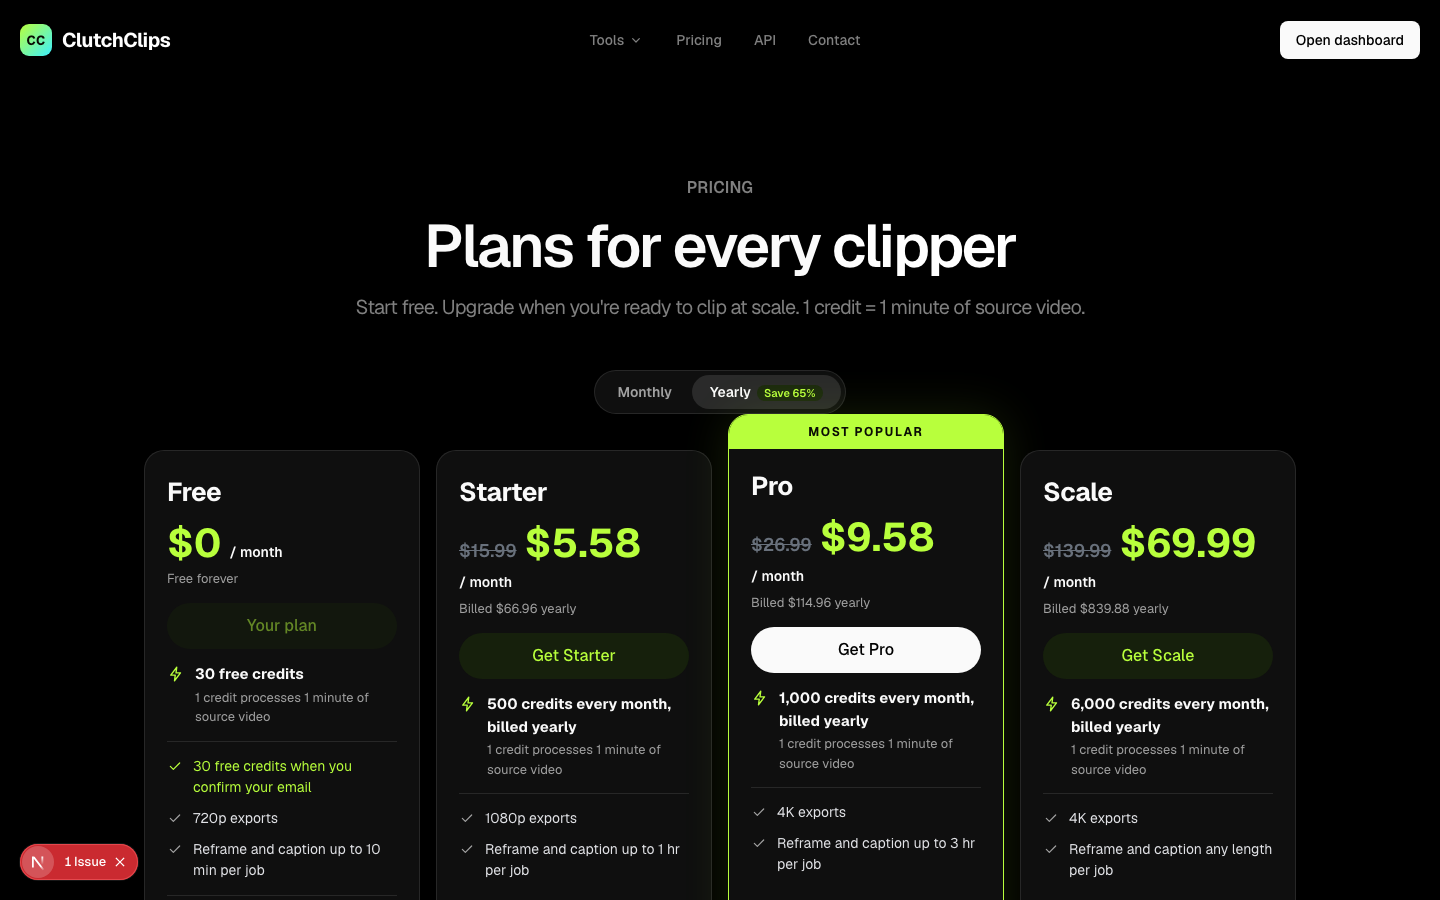 CC ClutchClips
Tools
Pricing
API
Contact
Open dashboard
PRICING
Plans for every clipper
Start free. Upgrade when you're ready to clip at scale. 1 credit = 1 minute of source video.
Monthly
Yearly Save 65%
Free
$0 / month
Free forever
Your plan
30 free credits
1 credit processes 1 minute of
source video
30 free credits when you
confirm your email
720p exports
Reframe and caption up to 10
min per job
Starter
$15.99 $5.58
/ month
Billed $66.96 yearly
Get Starter
500 credits every month,
billed yearly
1 credit processes 1 minute of
source video
1080p exports
Reframe and caption up to 1 hr
per job
MOST POPULAR
Pro
$26.99 $9.58
/ month
Billed $114.96 yearly
Get Pro
1,000 credits every month,
billed yearly
1 credit processes 1 minute of
source video
4K exports
Reframe and caption up to 3 hr
per job
Scale
$139.99 $69.99
/ month
Billed $839.88 yearly
Get Scale
6,000 credits every month,
billed yearly
1 credit processes 1 minute of
source video
4K exports
Reframe and caption any length
per job
N 1 Issue